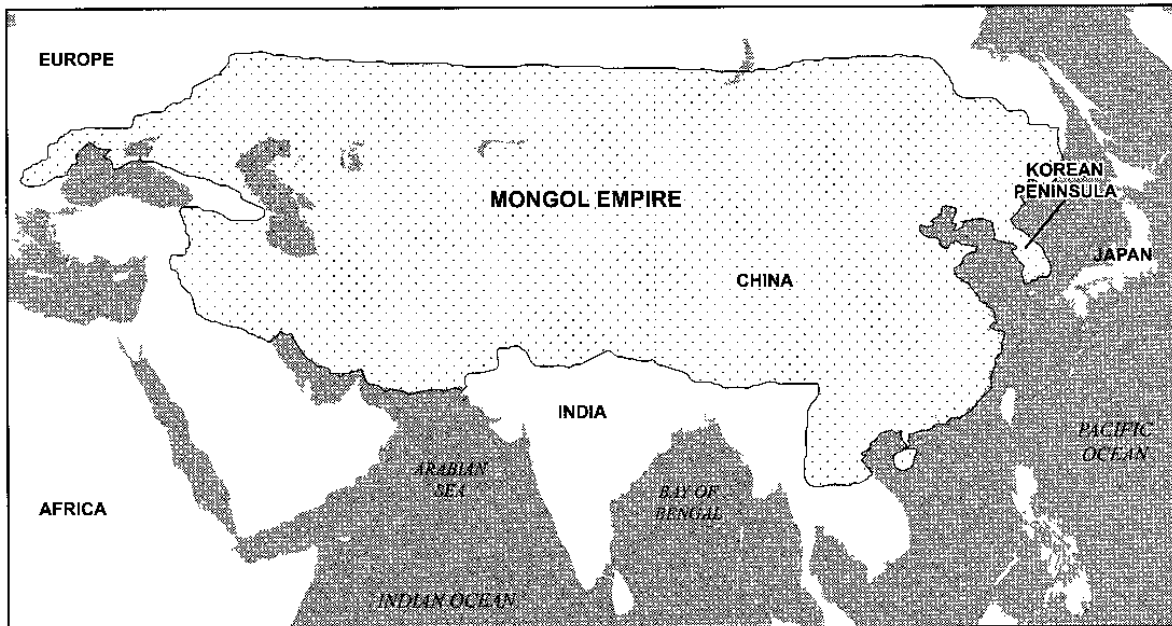 EUROPE
MONGOL EMPIRE
KOREAN
PENINSULA
JAPAN
CHINA
INDIA
PACIFIC
OCEAN
ARABIAN
SEA
BAY OF
BENGAL
AFRICA
INDIAN OCEAN